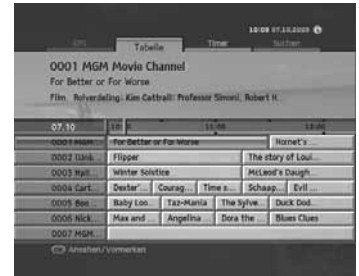 10:09 07.10.2009
EPG Tabelle Timer Suchen
0001 MGM Movie Channel
For Better or For Worse
Film Rolverdeling: Kim Cattrall: Professor Simoni, Robert H.
07.10 10 11:00 12:00
0001 MGM... For Better or For Worse Hornet's ...
0002 Flipper The story of Loui...
0003 Hall... Winter Solstice McLeod's Daugh...
0004 Cart... Dexter'... Courag... Time s... Schaap... Evil ...
0005 Boo... Baby Loo... Taz-Mania The Sylve... Duck Dod...
0006 Nick... Max and ... Angelina ... Dora the ... Blues Clues
0007 MGM...
OK Ansehen/Vormerken